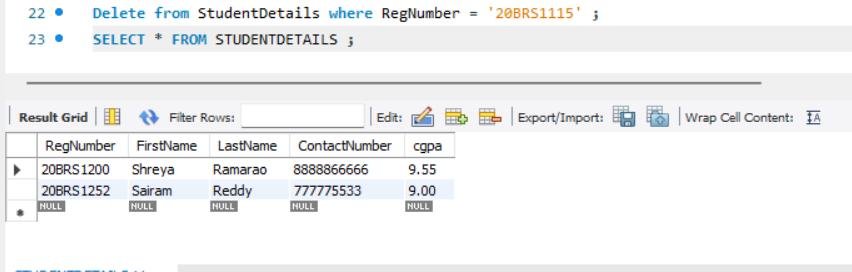 22 Delete from StudentDetails where RegNumber = '20BRS1115' ;
23 SELECT * FROM STUDENTDETAILS ;
Result Grid Filter Rows: Edit: Export/Import: Wrap Cell Content: IA
RegNumber FirstName LastName ContactNumber cgpa
20BRS1200 Shreya Ramarao 8888866666 9.55
20BRS1252 Sairam Reddy 777775533 9.00
NULL NULL NULL NULL NULL